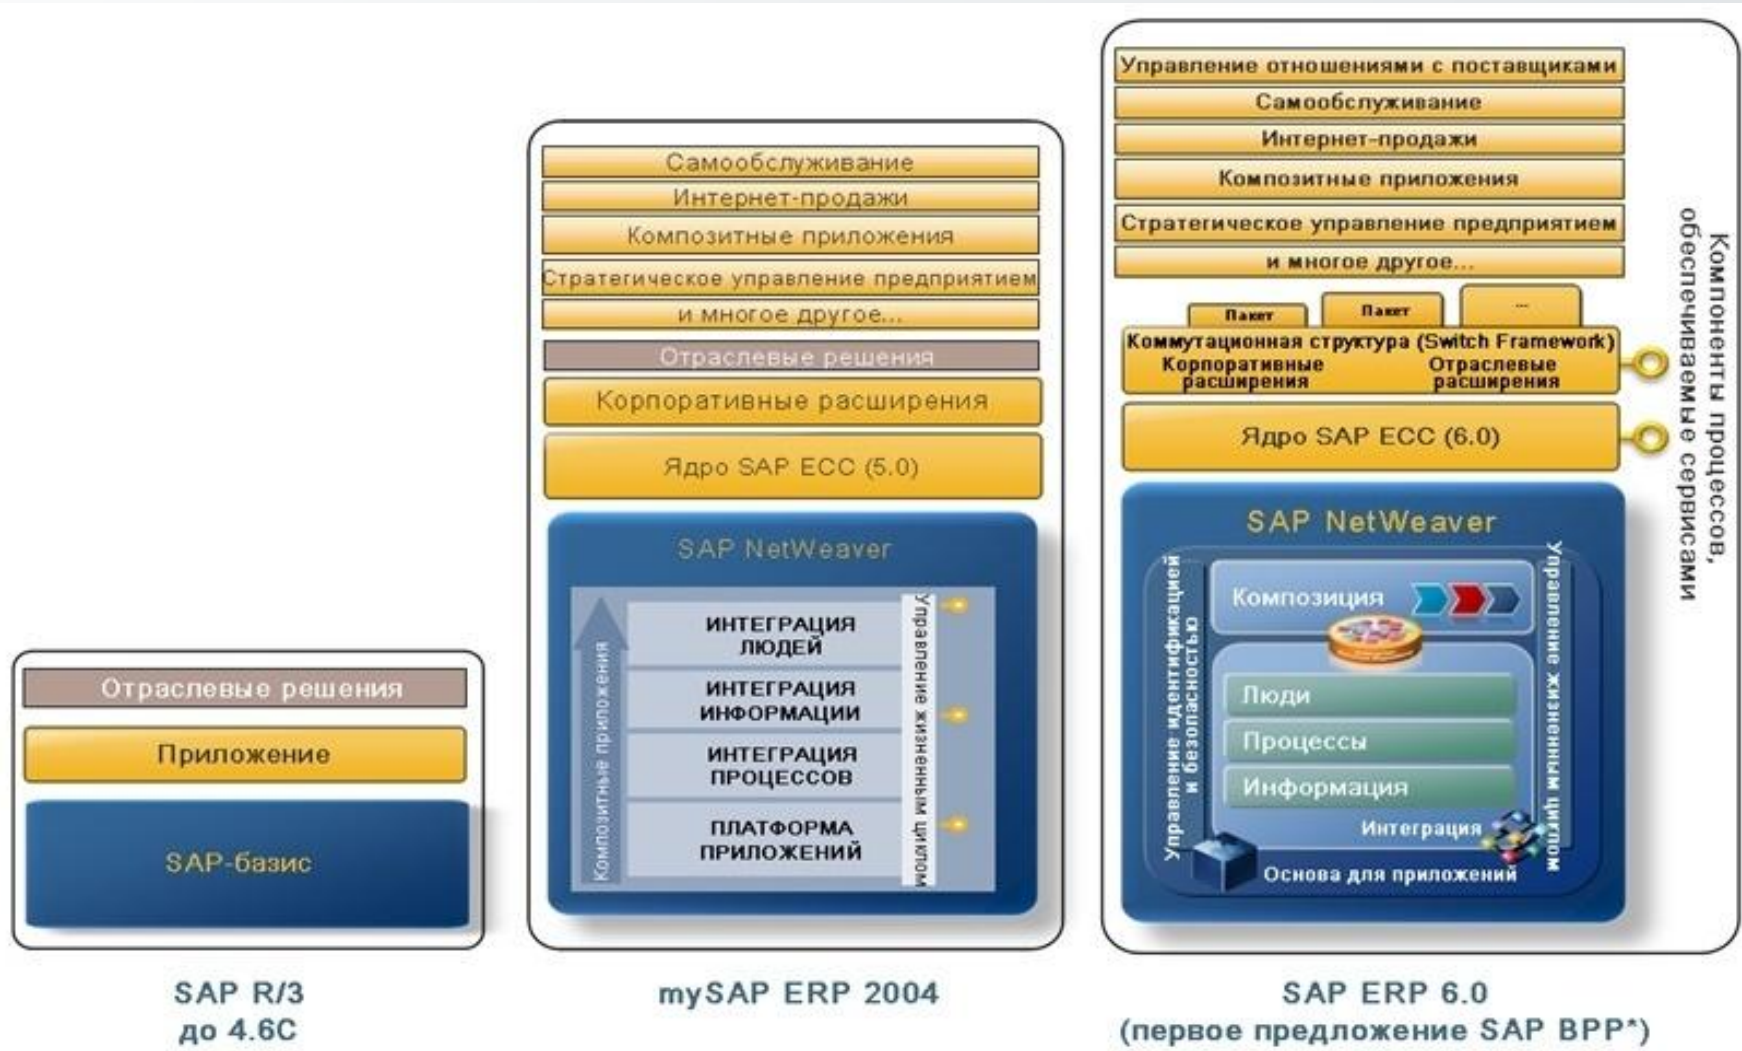 Отраслевые решения
Приложение
SAP-базис
SAP R/3
до 4.6C
Самообслуживание
Интернет-продажи
Композитные приложения
Стратегическое управление предприятием
и многое другое...
Отраслевые решения
Корпоративные расширения
Ядро SAP ECC (5.0)
SAP NetWeaver
Композитные приложения
ИНТЕГРАЦИЯ
ЛЮДЕЙ
ИНТЕГРАЦИЯ
ИНФОРМАЦИИ
ИНТЕГРАЦИЯ
ПРОЦЕССОВ
ПЛАТФОРМА
ПРИЛОЖЕНИЙ
Управление жизненным циклом
mySAP ERP 2004
Управление отношениями с поставщиками
Самообслуживание
Интернет-продажи
Композитные приложения
Стратегическое управление предприятием
и многое другое...
Пакет
Пакет
...
Коммутационная структура (Switch Framework)
Корпоративные
расширения
Отраслевые
расширения
Ядро SAP ECC (6.0)
SAP NetWeaver
Управление идентификацией
и безопасностью
Композиция
Люди
Процессы
Информация
Интеграция
Основа для приложений
Управление жизненным циклом
Компоненты процессов,
обеспечиваемые сервисами
SAP ERP 6.0
(первое предложение SAP BPP*)